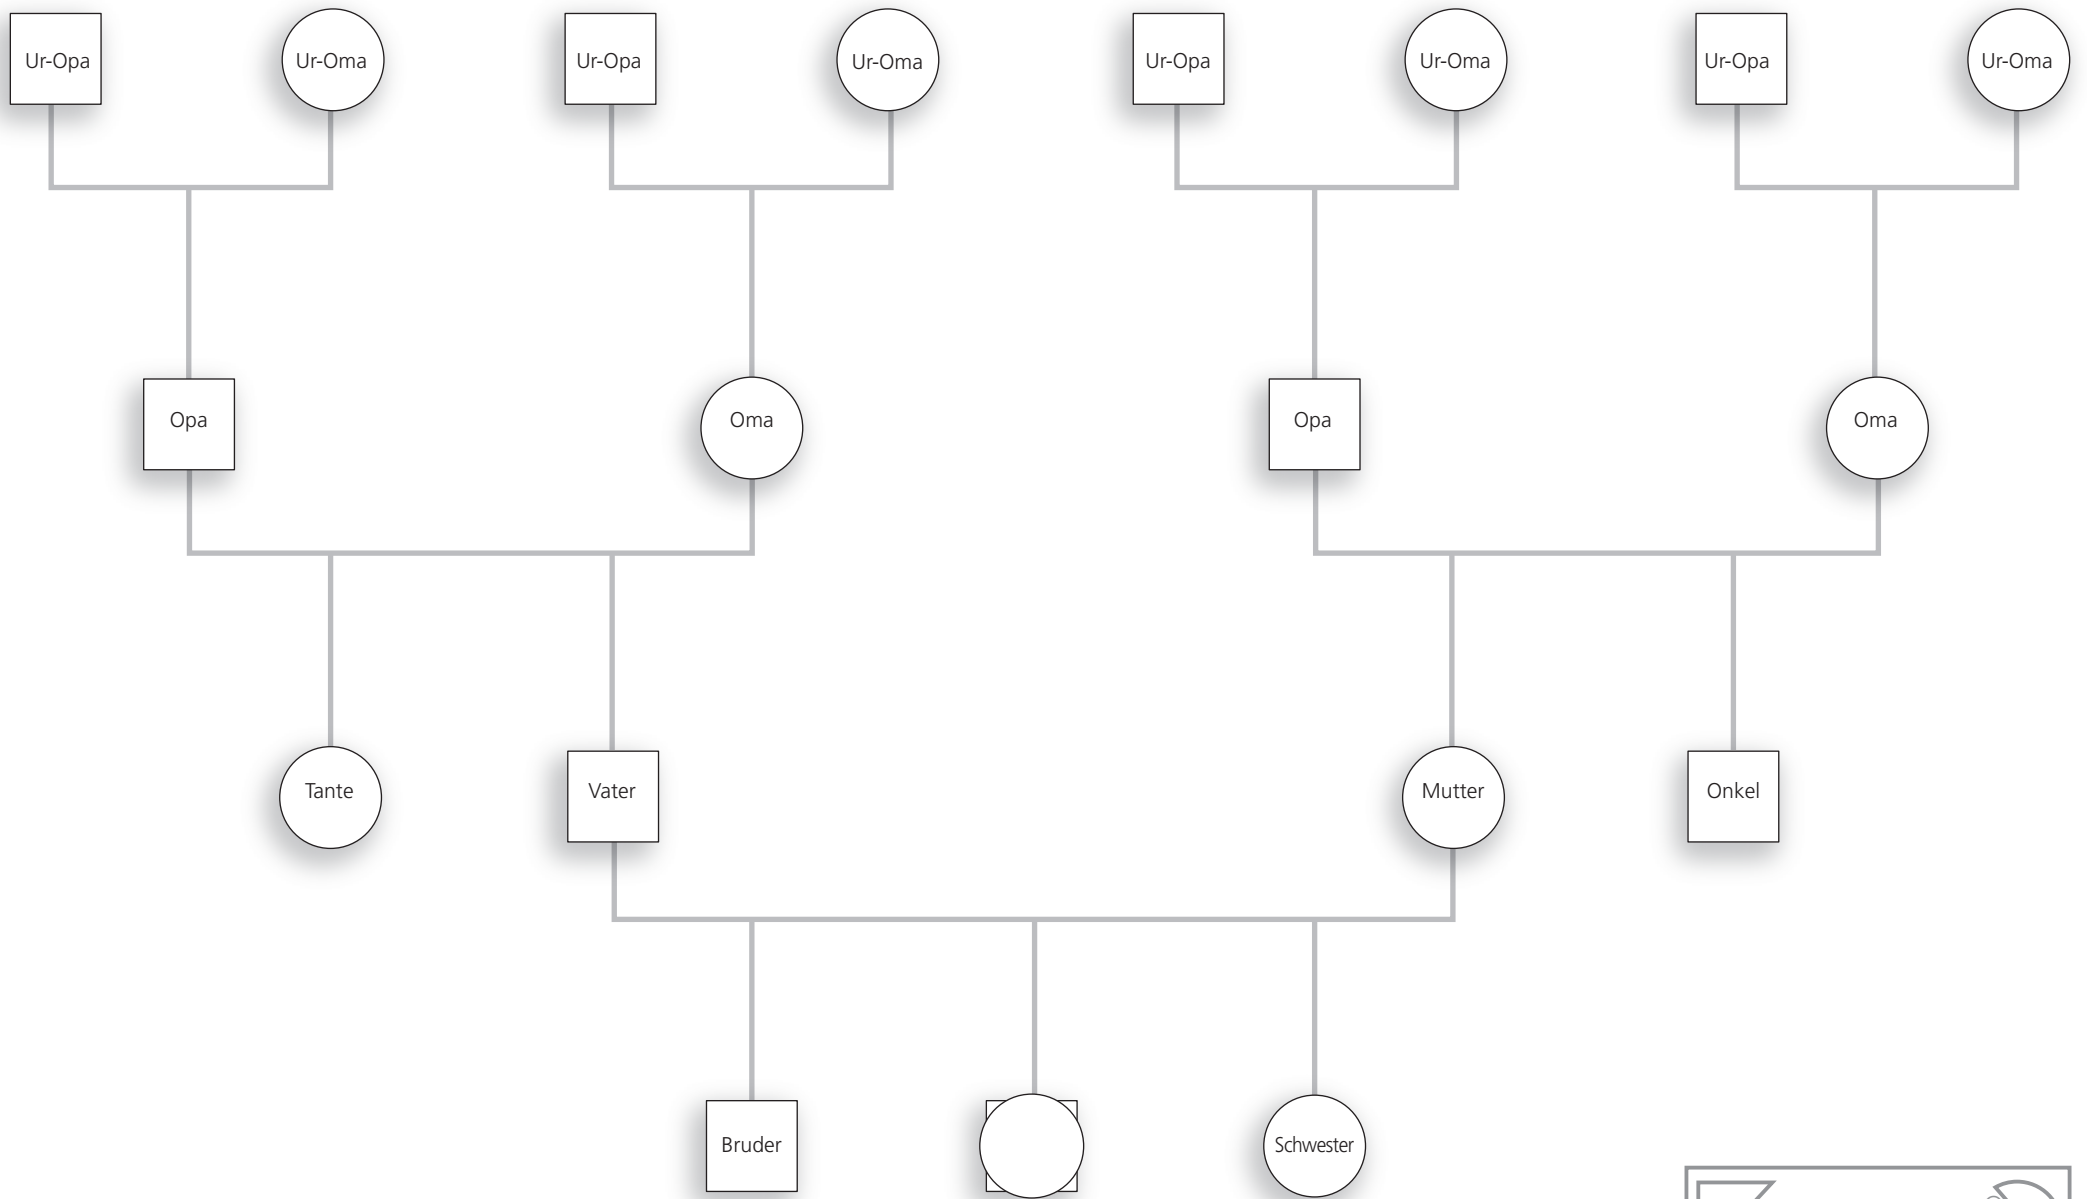 Ur-Opa Ur-Oma Ur-Opa Ur-Oma Ur-Opa Ur-Oma Ur-Opa Ur-Oma
Opa Oma Opa Oma
Tante Vater Mutter Onkel
Bruder Schwester